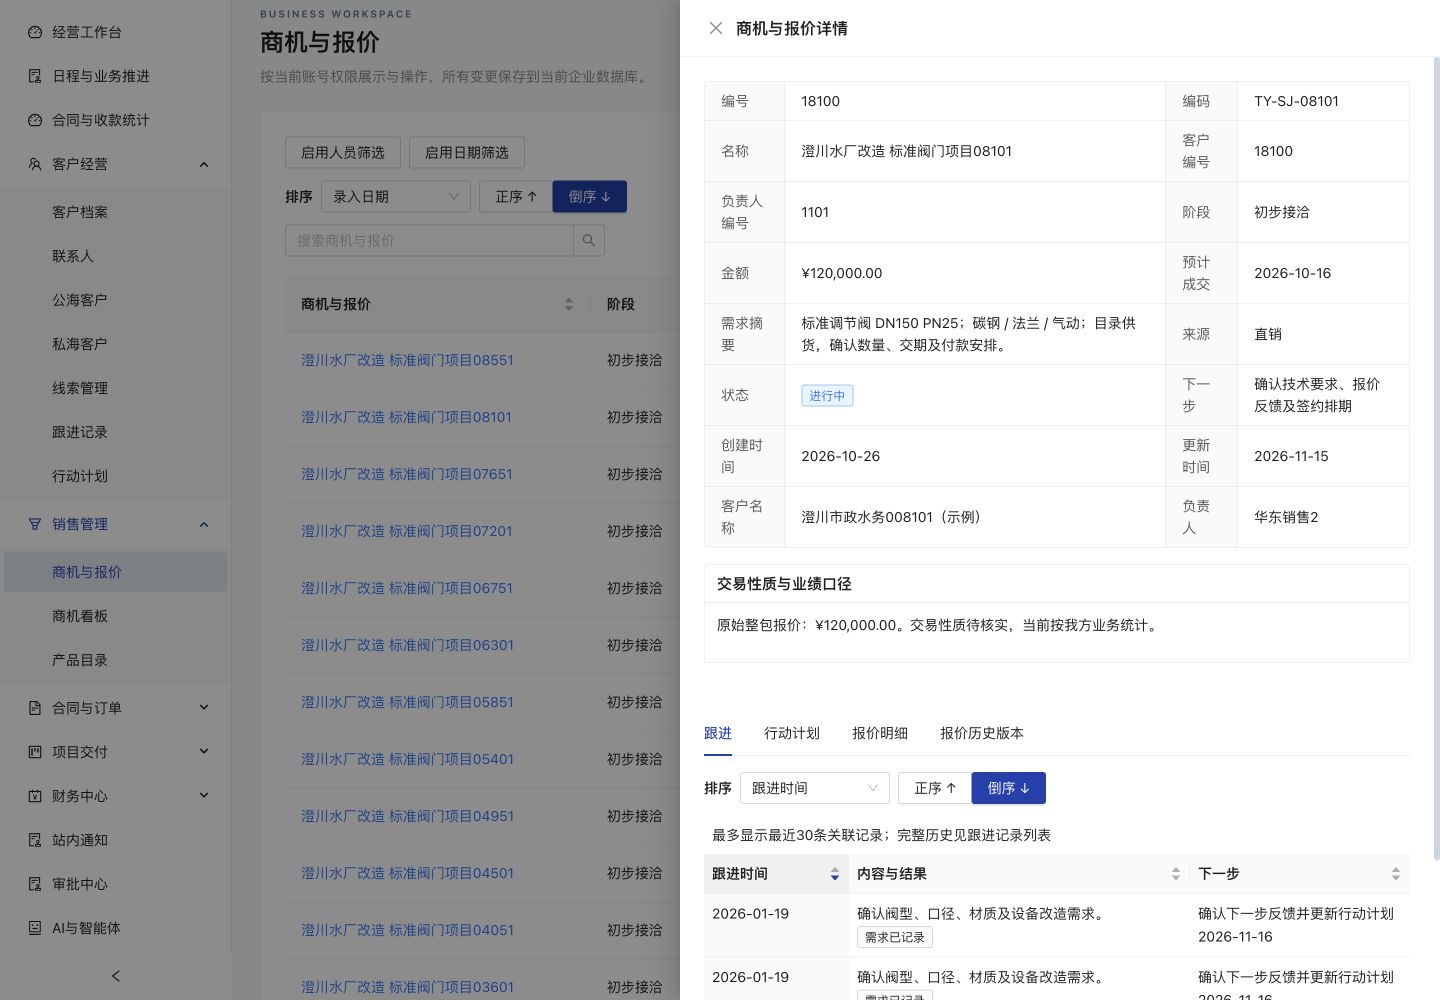 经营工作台
日程与业务推进
合同与收款统计
客户经营
客户档案
联系人
公海客户
私海客户
线索管理
跟进记录
行动计划
销售管理
商机与报价
商机看板
产品目录
合同与订单
项目交付
财务中心
站内通知
审批中心
AI与智能体
BUSINESS WORKSPACE
商机与报价
按当前账号权限展示与操作，所有变更保存到当前企业数据库。
启用人员筛选 启用日期筛选
排序 录入日期 正序 ↑ 倒序 ↓
搜索商机与报价
商机与报价 阶段
澄川水厂改造 标准阀门项目08551 初步接洽
澄川水厂改造 标准阀门项目08101 初步接洽
澄川水厂改造 标准阀门项目07651 初步接洽
澄川水厂改造 标准阀门项目07201 初步接洽
澄川水厂改造 标准阀门项目06751 初步接洽
澄川水厂改造 标准阀门项目06301 初步接洽
澄川水厂改造 标准阀门项目05851 初步接洽
澄川水厂改造 标准阀门项目05401 初步接洽
澄川水厂改造 标准阀门项目04951 初步接洽
澄川水厂改造 标准阀门项目04501 初步接洽
澄川水厂改造 标准阀门项目04051 初步接洽
澄川水厂改造 标准阀门项目03601 初步接洽
商机与报价详情
编号 18100 编码 TY-SJ-08101
名称 澄川水厂改造 标准阀门项目08101 客户编号 18100
负责人编号 1101 阶段 初步接洽
金额 ¥120,000.00 预计成交 2026-10-16
需求摘要 标准调节阀 DN150 PN25；碳钢 / 法兰 / 气动；目录供
货，确认数量、交期及付款安排。 来源 直销
状态 进行中 下一步 确认技术要求、报价
反馈及签约排期
创建时间 2026-10-26 更新时间 2026-11-15
客户名称 澄川市政水务008101（示例） 负责人 华东销售2
交易性质与业绩口径
原始整包报价：¥120,000.00。交易性质待核实，当前按我方业务统计。
跟进 行动计划 报价明细 报价历史版本
排序 跟进时间 正序 ↑ 倒序 ↓
最多显示最近30条关联记录；完整历史见跟进记录列表
跟进时间 内容与结果 下一步
2026-01-19 确认阀型、口径、材质及设备改造需求。 确认下一步反馈并更新行动计划
需求已记录 2026-11-16
2026-01-19 确认阀型、口径、材质及设备改造需求。 确认下一步反馈并更新行动计划
需求已记录 2026-11-16